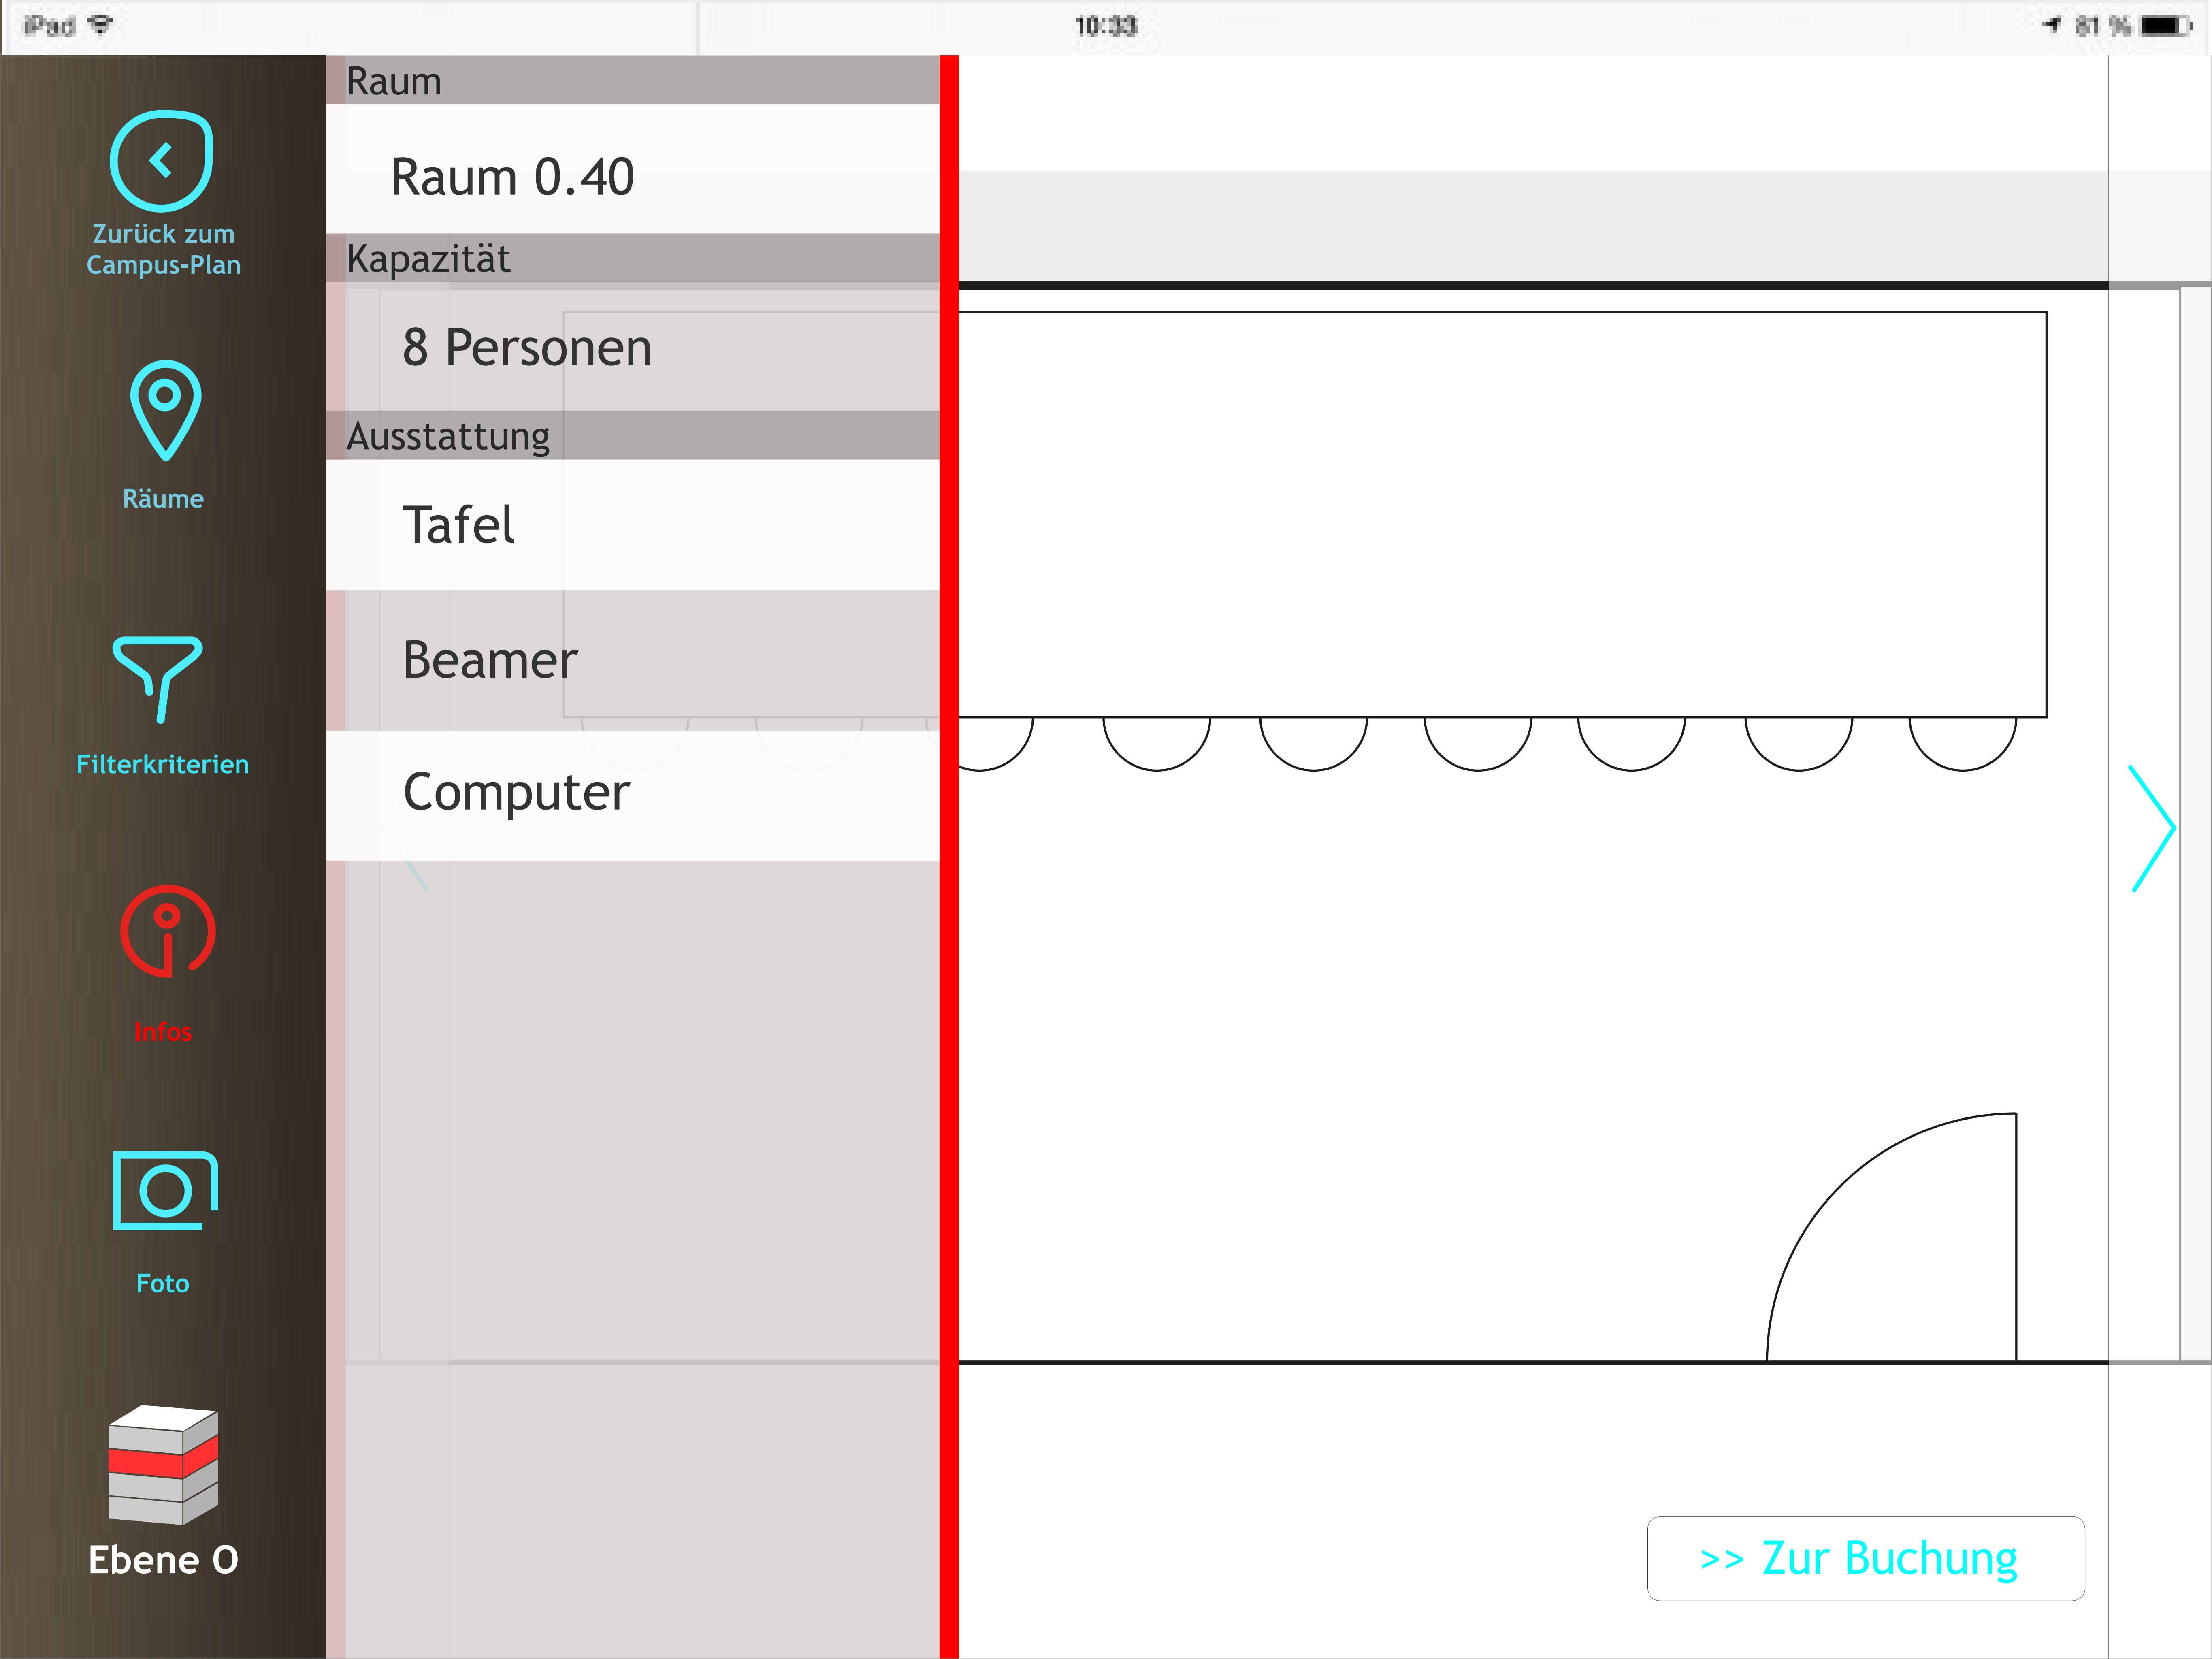 iPad
10:33
81 %
Zurück zum
Campus-Plan
Räume
Filterkriterien
Infos
Foto
Ebene 0
Raum
Raum 0.40
Kapazität
8 Personen
Ausstattung
Tafel
Beamer
Computer
>> Zur Buchung